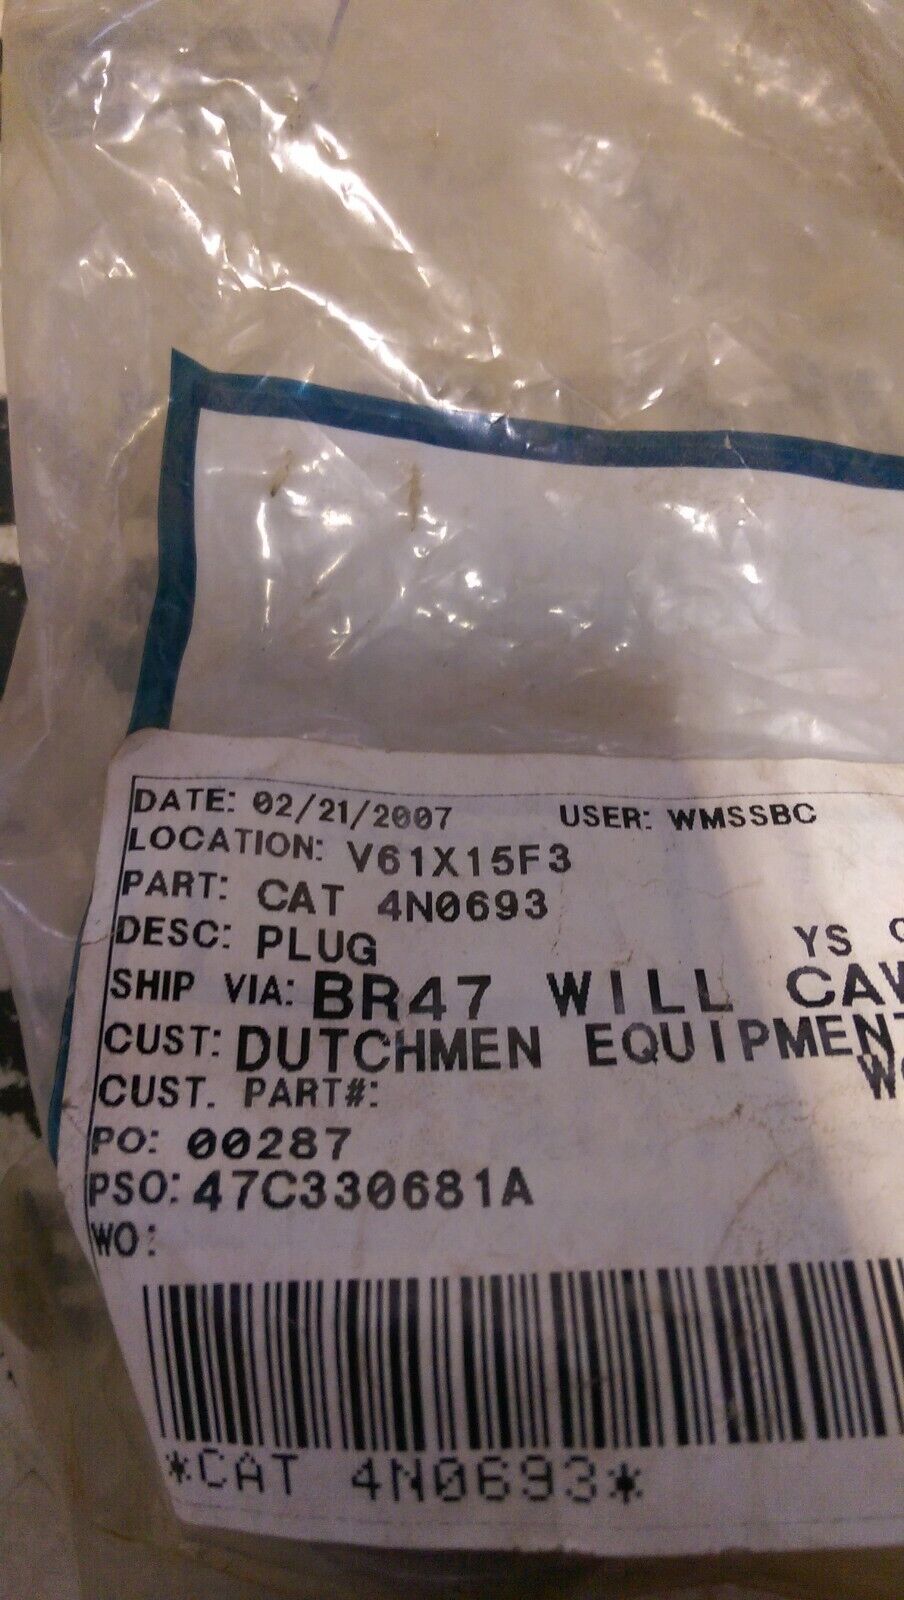 DATE: 02/21/2007 USER: WMSSBC
LOCATION: V61X15F3
PART: CAT 4N0693
DESC: PLUG YS
SHIP VIA: BR47 WILL
CUST: DUTCHMEN EQUIPMENT
CUST. PART#:
PO: 00287
PSO: 47C330681A
WO:
*CAT 4N0693*